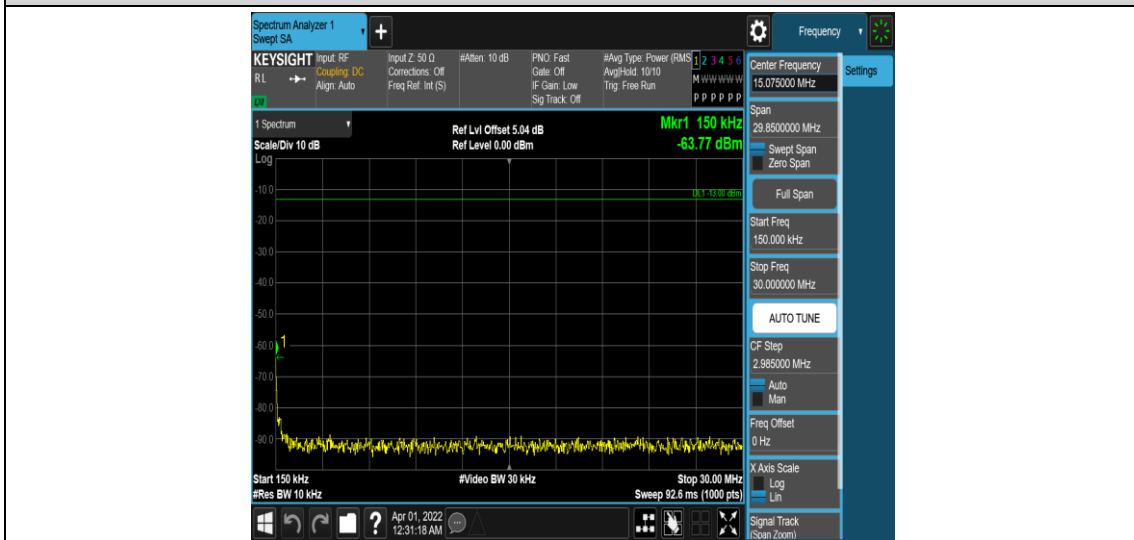 Spectrum Analyzer 1
Swept SA
+
Frequency
KEYSIGHT
RL
LXI
Input: RF
Coupling: DC
Align: Auto
Input Z: 50 Ω
Corrections: Off
Freq Ref: Int (S)
#Atten: 10 dB
PNO: Fast
Gate: Off
IF Gain: Low
Sig Track: Off
#Avg Type: Power (RMS
Avg|Hold: 10/10
Trig: Free Run
1 2 3 4 5 6
M W W W W W
P P P P P P
Center Frequency
15.075000 MHz
Settings
Span
29.8500000 MHz
Swept Span
Zero Span
Full Span
Start Freq
150.000 kHz
Stop Freq
30.000000 MHz
AUTO TUNE
CF Step
2.985000 MHz
Auto
Man
Freq Offset
0 Hz
X Axis Scale
Log
Lin
Signal Track
(Span Zoom)
1 Spectrum
Scale/Div 10 dB
Log
Ref Lvl Offset 5.04 dB
Ref Level 0.00 dBm
Mkr1 150 kHz
-63.77 dBm
DL1 -13.00 dBm
-10.0
-20.0
-30.0
-40.0
-50.0
-60.0
1
-70.0
-80.0
-90.0
Start 150 kHz
#Res BW 10 kHz
#Video BW 30 kHz
Stop 30.00 MHz
Sweep 92.6 ms (1000 pts)
?
Apr 01, 2022
12:31:18 AM